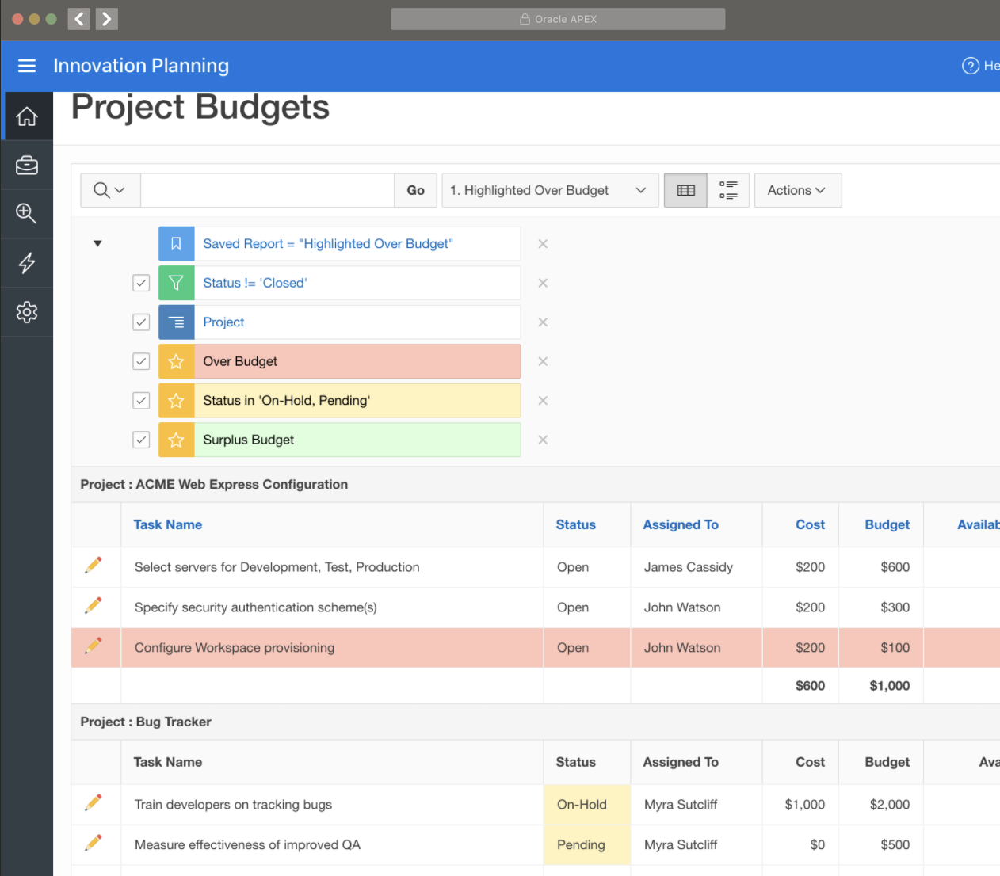 Oracle APEX
Innovation Planning
? He
Project Budgets
Go
1. Highlighted Over Budget
Actions
Saved Report = "Highlighted Over Budget"
Status != 'Closed'
Project
Over Budget
Status in 'On-Hold, Pending'
Surplus Budget
Project : ACME Web Express Configuration
Task Name Status Assigned To Cost Budget Availab
Select servers for Development, Test, Production Open James Cassidy $200 $600
Specify security authentication scheme(s) Open John Watson $200 $300
Configure Workspace provisioning Open John Watson $200 $100
$600 $1,000
Project : Bug Tracker
Task Name Status Assigned To Cost Budget Ava
Train developers on tracking bugs On-Hold Myra Sutcliff $1,000 $2,000
Measure effectiveness of improved QA Pending Myra Sutcliff $0 $500